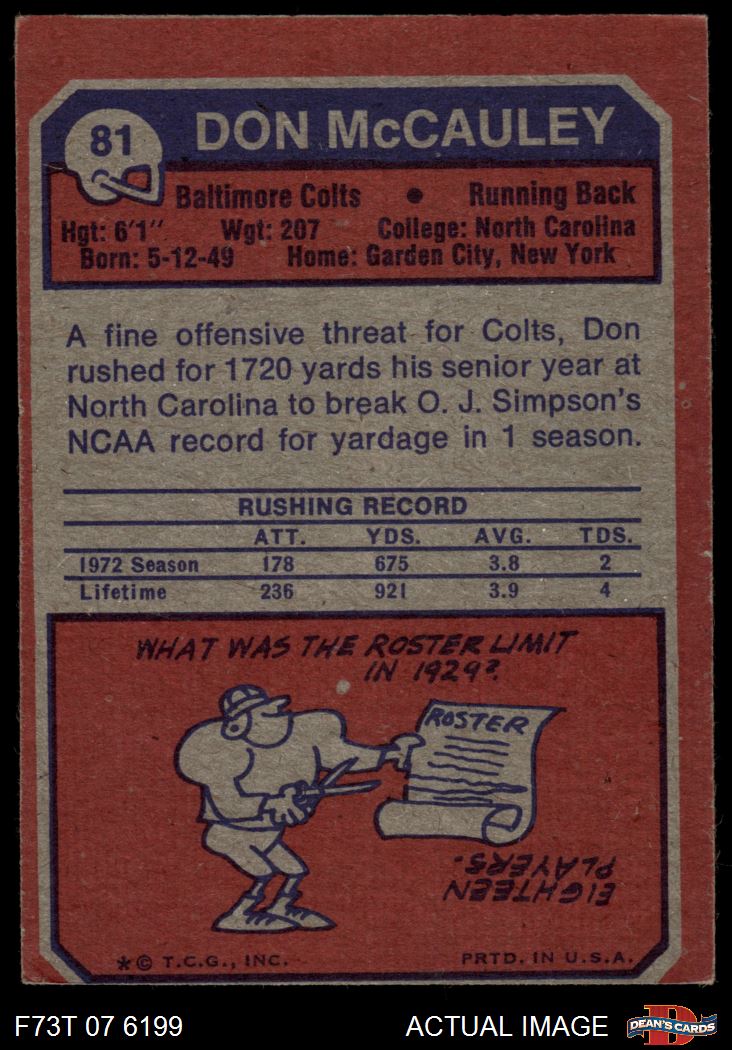 81
DON McCAULEY
Baltimore Colts • Running Back
Hgt: 6'1" Wgt: 207 College: North Carolina
Born: 5-12-49 Home: Garden City, New York
A fine offensive threat for Colts, Don
rushed for 1720 yards his senior year at
North Carolina to break O. J. Simpson's
NCAA record for yardage in 1 season.
RUSHING RECORD
ATT. YDS. AVG. TDS.
1972 Season 178 675 3.8 2
Lifetime 236 921 3.9 4
WHAT WAS THE ROSTER LIMIT
IN 1929?
ROSTER
EIGHTEEN
PLAYERS.
*© T.C.G., INC. PRTD. IN U.S.A.
F73T 07 6199 ACTUAL IMAGE
D
DEAN'S CARDS